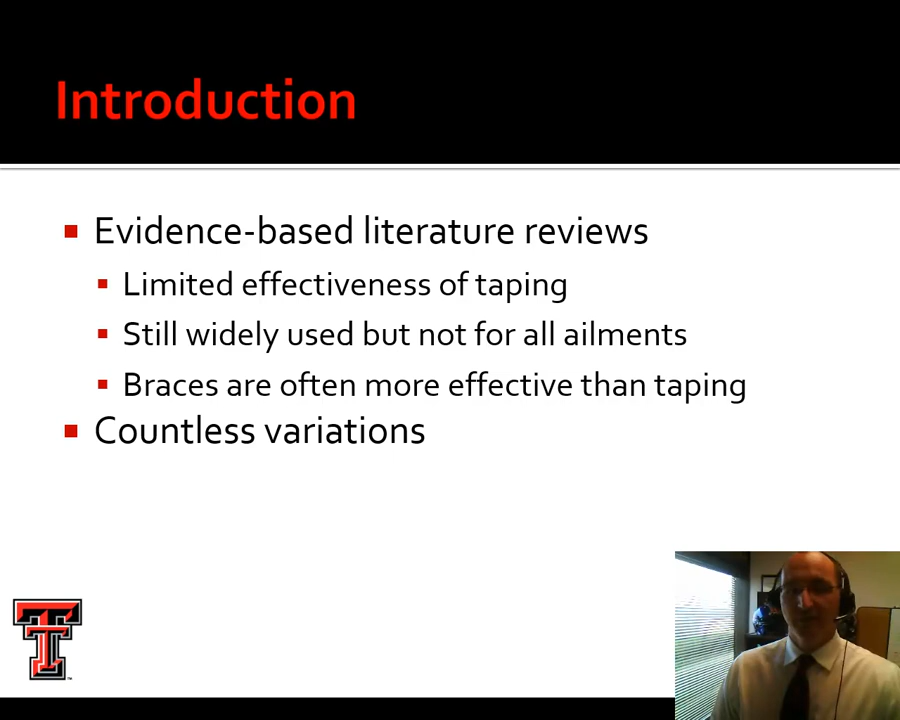 Introduction
Evidence-based literature reviews
Limited effectiveness of taping
Still widely used but not for all ailments
Braces are often more effective than taping
Countless variations